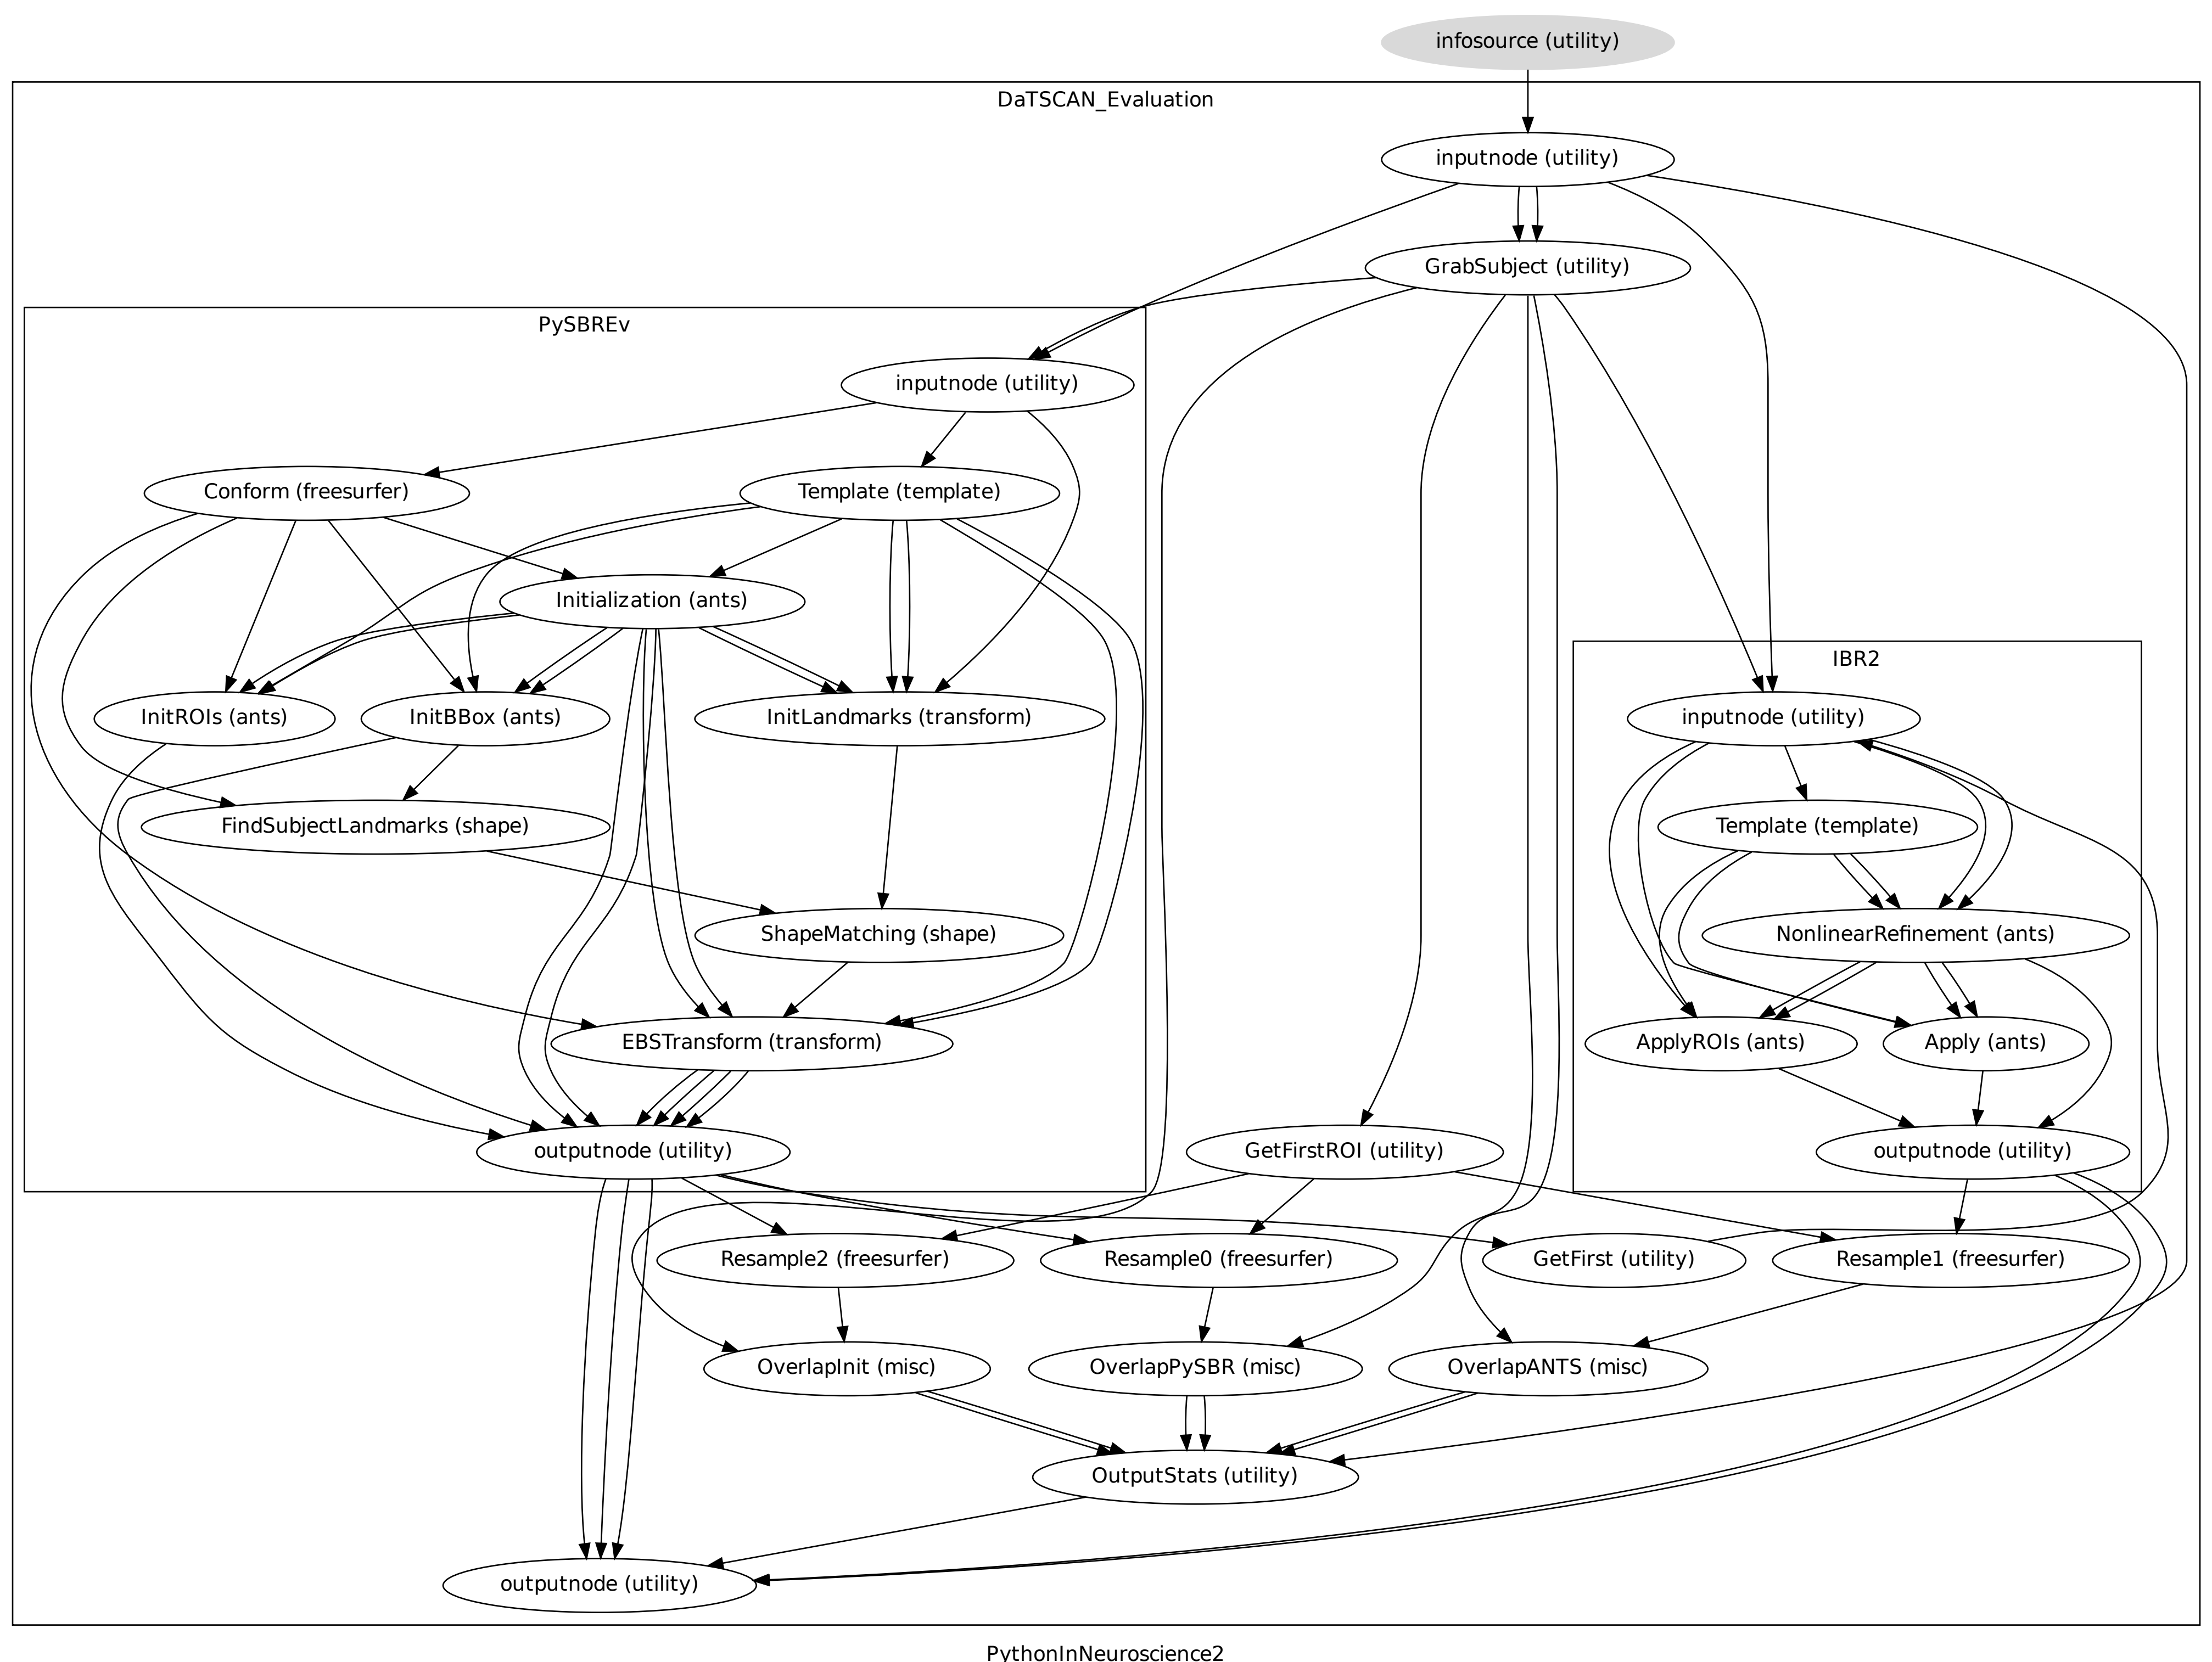 infosource (utility)
DaTSCAN_Evaluation
inputnode (utility)
GrabSubject (utility)
PySBREv
inputnode (utility)
Conform (freesurfer)
Template (template)
Initialization (ants)
IBR2
InitROIs (ants)
InitBBox (ants)
InitLandmarks (transform)
inputnode (utility)
FindSubjectLandmarks (shape)
Template (template)
ShapeMatching (shape)
NonlinearRefinement (ants)
EBSTransform (transform)
ApplyROIs (ants)
Apply (ants)
outputnode (utility)
GetFirstROI (utility)
outputnode (utility)
Resample2 (freesurfer)
Resample0 (freesurfer)
GetFirst (utility)
Resample1 (freesurfer)
OverlapInit (misc)
OverlapPySBR (misc)
OverlapANTS (misc)
OutputStats (utility)
outputnode (utility)
PythonInNeuroscience2